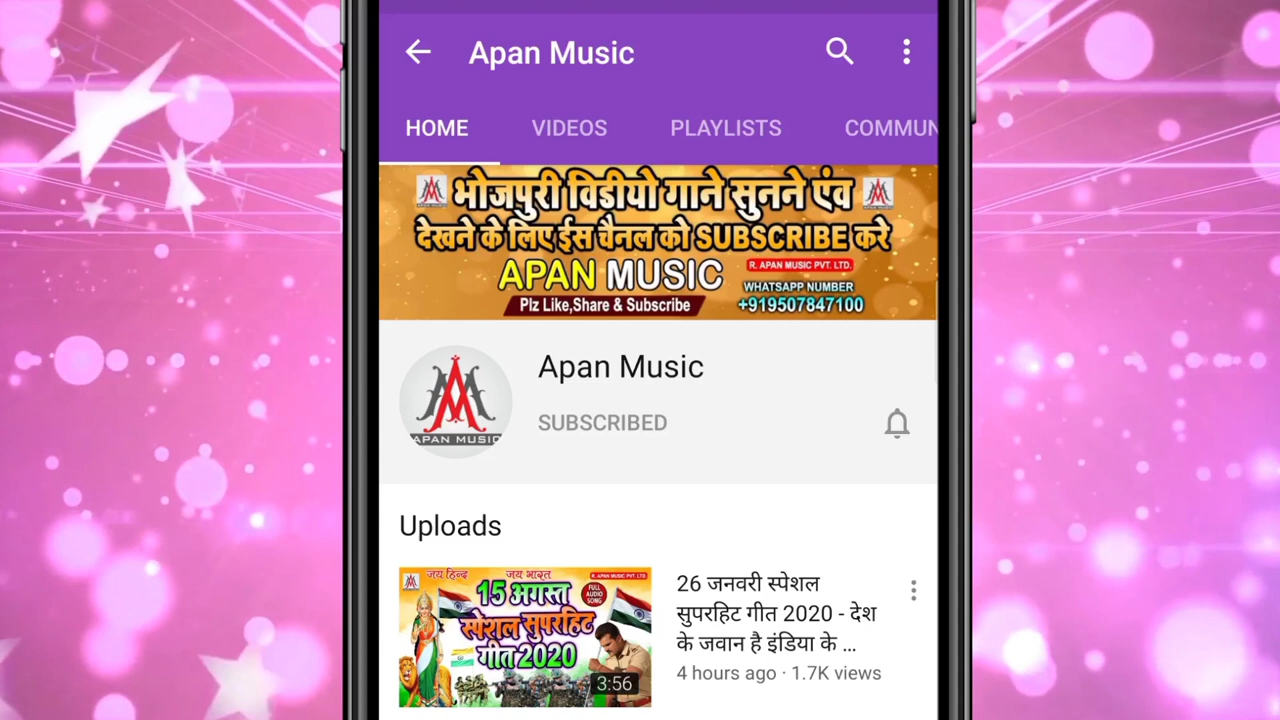 Apan Music
HOME VIDEOS PLAYLISTS COMMUN
भोजपुरी विडीयो गाने सुनने एंव
देखने के लिए ईस चैनल को SUBSCRIBE करे
APAN MUSIC
R. APAN MUSIC PVT. LTD.
WHATSAPP NUMBER
+919507847100
Plz Like,Share & Subscribe
Apan Music
SUBSCRIBED
APAN MUSIC
Uploads
जय हिन्द जय भारत
R. APAN MUSIC PVT. LTD
15 अगस्त
FULL
AUDIO
SONG
स्पेशल सुपरहिट
गीत 2020
3:56
26 जनवरी स्पेशल
सुपरहिट गीत 2020 - देश
के जवान है इंडिया के ...
4 hours ago · 1.7K views